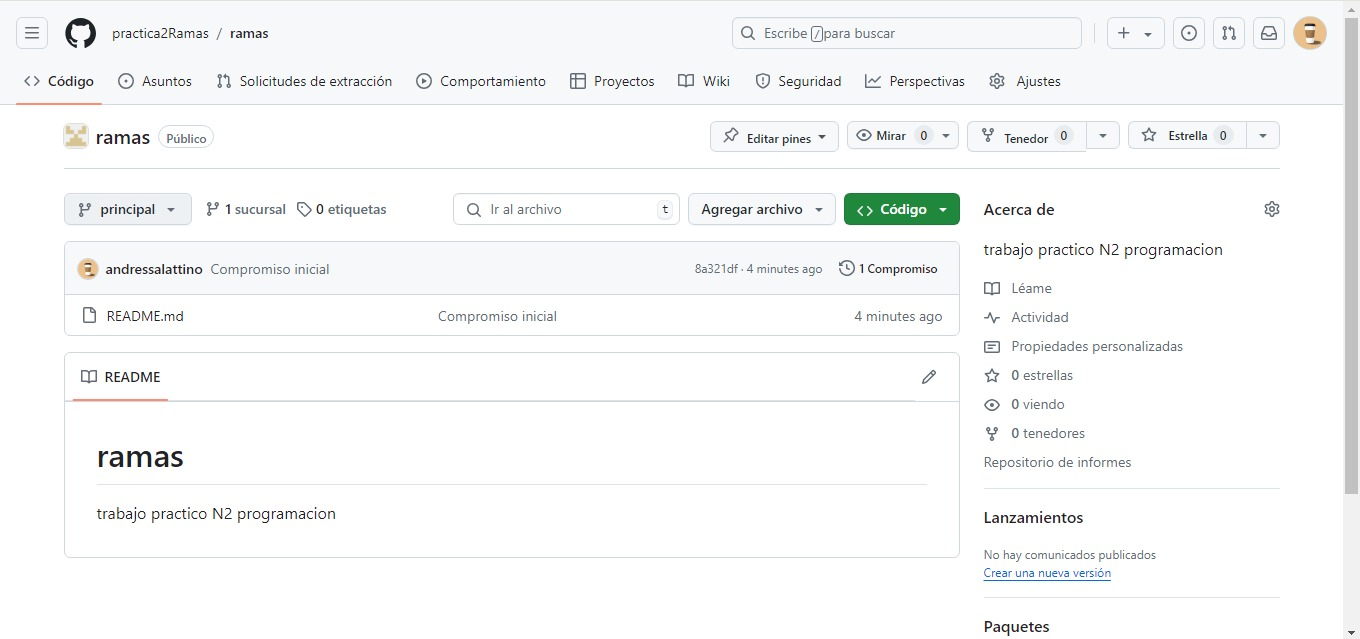 practica2Ramas / ramas
Escribe / para buscar
Código Asuntos Solicitudes de extracción Comportamiento Proyectos Wiki Seguridad Perspectivas Ajustes
ramas Público
Editar pines Mirar 0 Tenedor 0 Estrella 0
principal 1 sucursal 0 etiquetas Ir al archivo t Agregar archivo Código
andressalattino Compromiso inicial 8a321df · 4 minutes ago 1 Compromiso
README.md Compromiso inicial 4 minutes ago
README
ramas
trabajo practico N2 programacion
Acerca de
trabajo practico N2 programacion
Léame
Actividad
Propiedades personalizadas
0 estrellas
0 viendo
0 tenedores
Repositorio de informes
Lanzamientos
No hay comunicados publicados
Crear una nueva versión
Paquetes